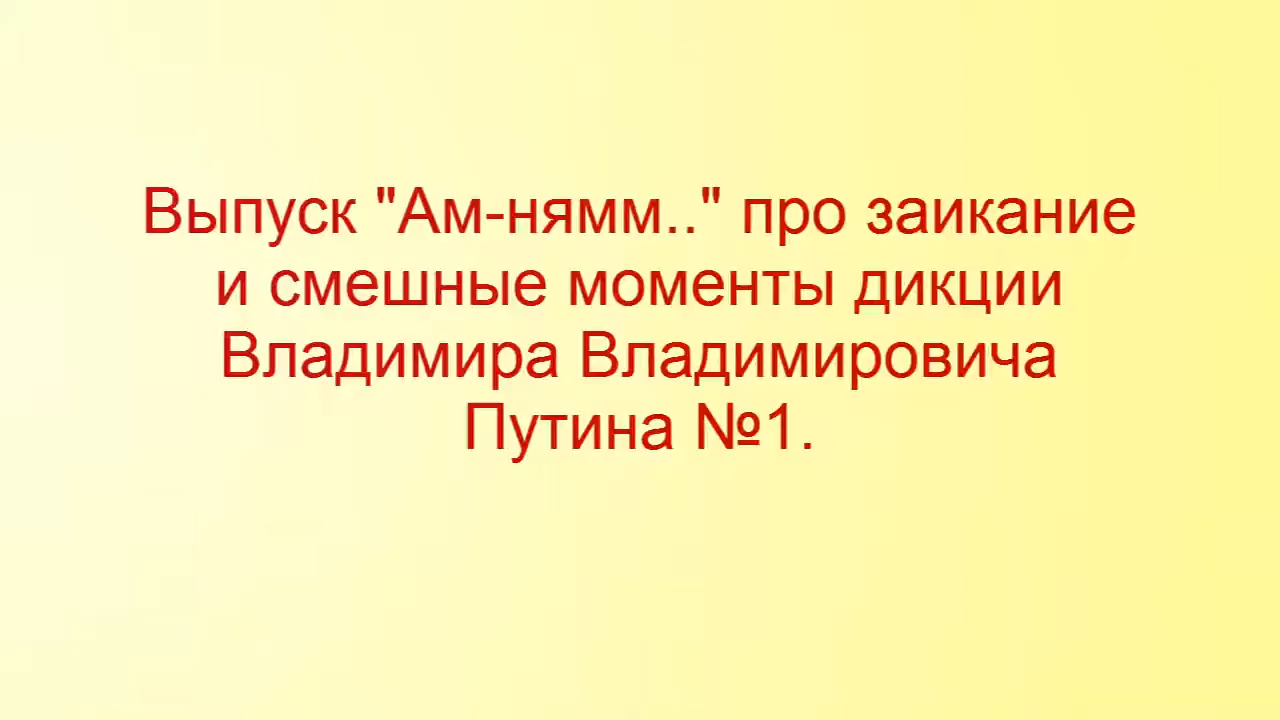 Выпуск "Ам-нямм.." про заикание
и смешные моменты дикции
Владимира Владимировича
Путина №1.